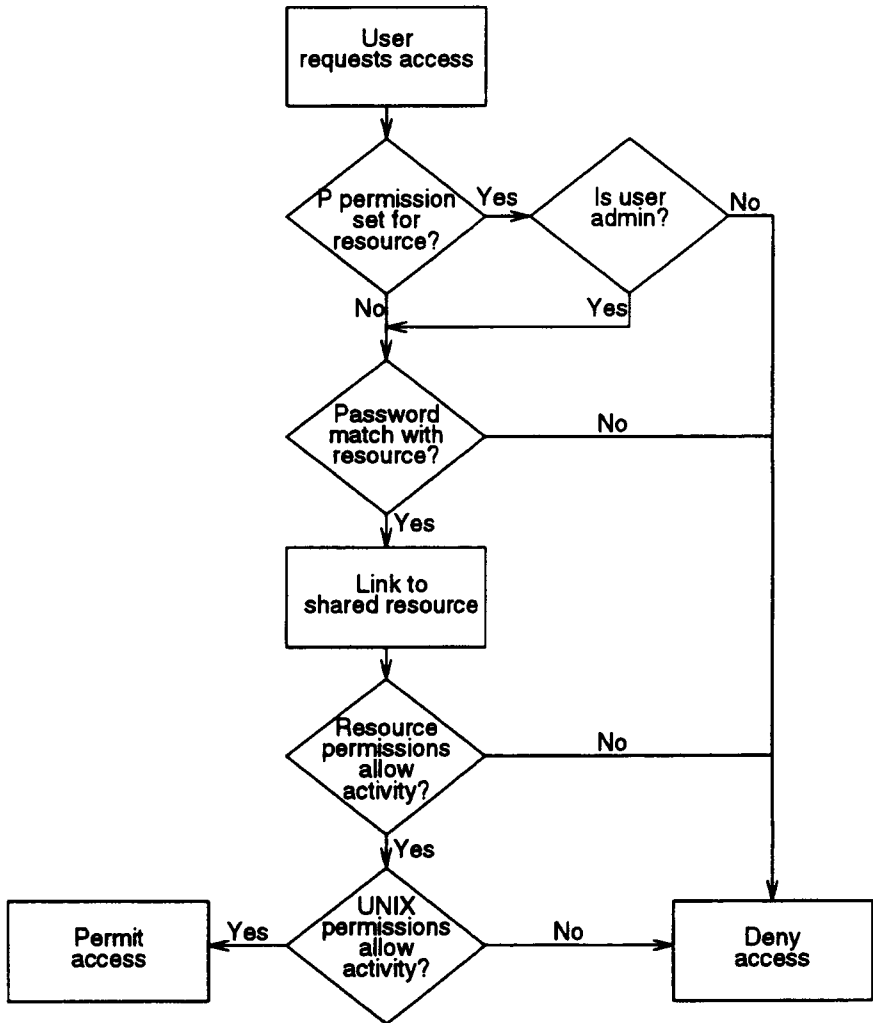 User
requests access
P permission
set for
resource?
Yes
Is user
admin?
No
No
Yes
Password
match with
resource?
No
Yes
Link to
shared resource
Resource
permissions
allow
activity?
No
Yes
UNIX
permissions
allow
activity?
Yes
No
Permit
access
Deny
access